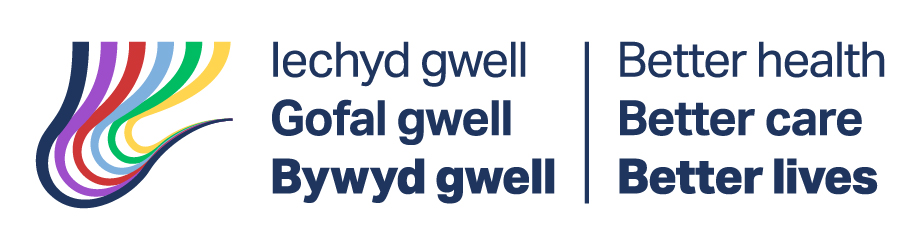 Iechyd gwell
Gofal gwell
Bywyd gwell
Better health
Better care
Better lives